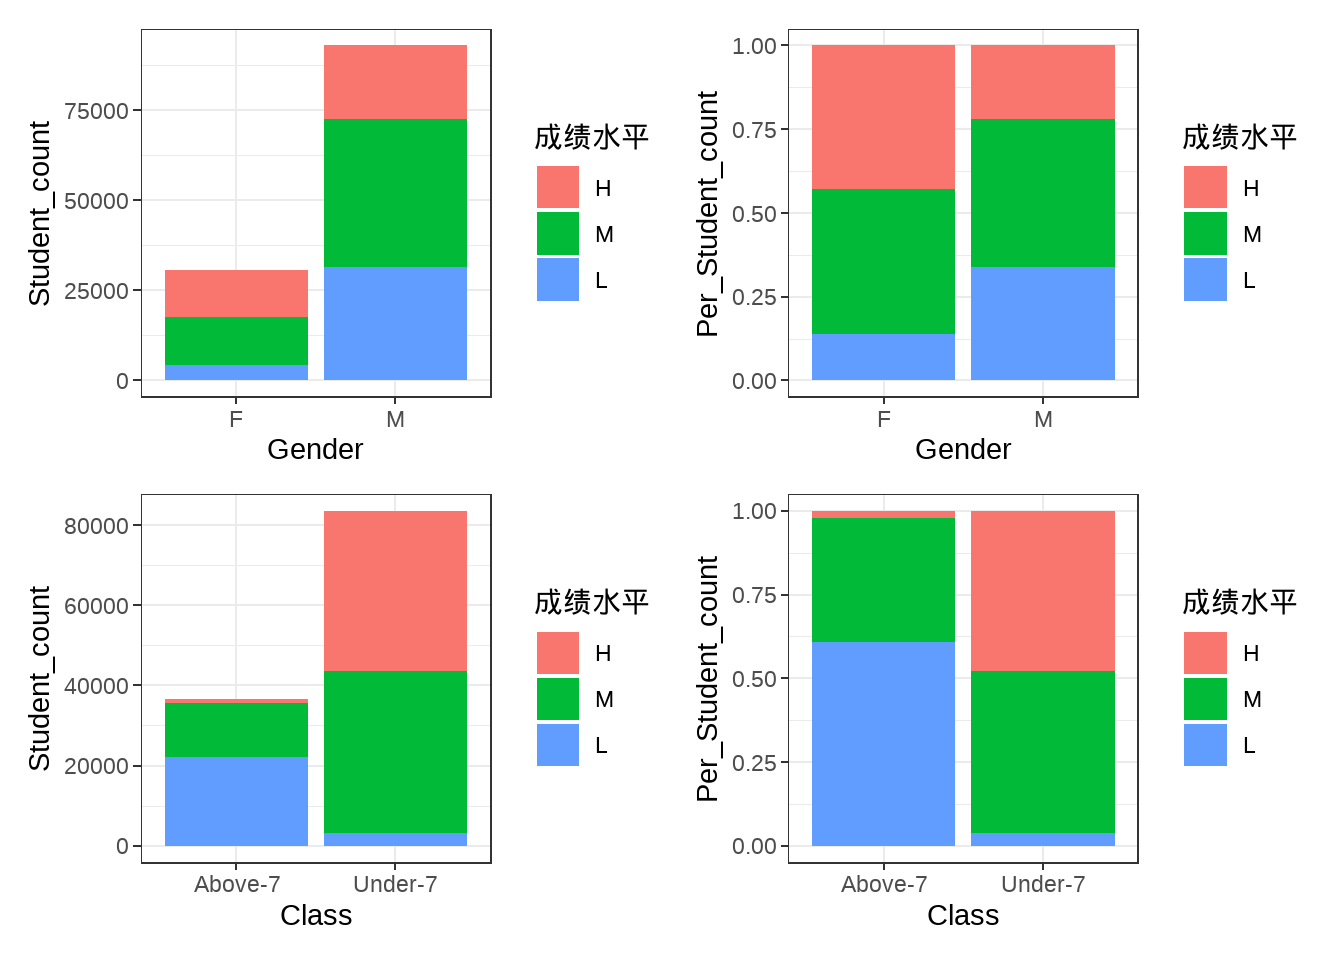 Student_count
75000
50000
25000
0
F
M
Gender
成绩水平
H
M
L
Per_Student_count
1.00
0.75
0.50
0.25
0.00
F
M
Gender
成绩水平
H
M
L
Student_count
80000
60000
40000
20000
0
Above-7
Under-7
Class
成绩水平
H
M
L
Per_Student_count
1.00
0.75
0.50
0.25
0.00
Above-7
Under-7
Class
成绩水平
H
M
L